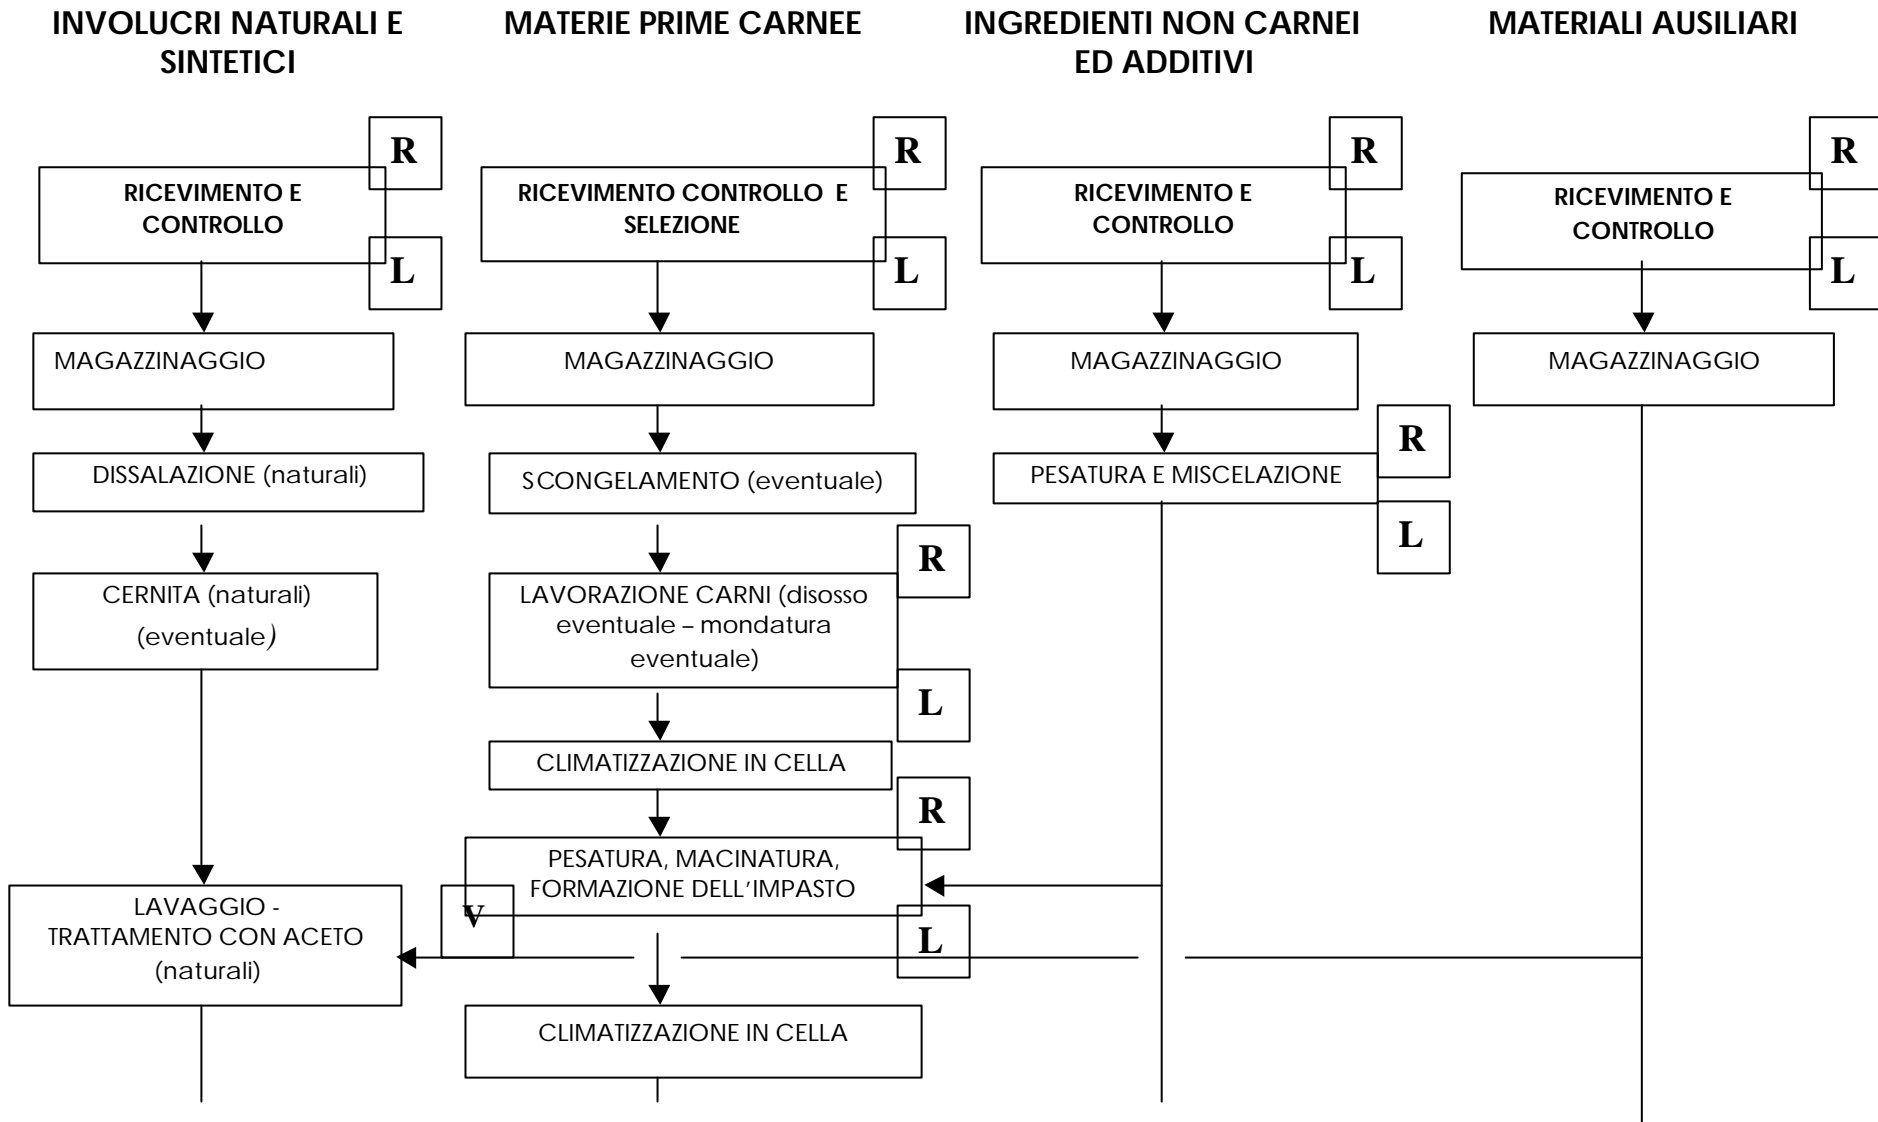 INVOLUCRI NATURALI E
SINTETICI
MATERIE PRIME CARNEE
INGREDIENTI NON CARNEI
ED ADDITIVI
MATERIALI AUSILIARI
R
RICEVIMENTO E
CONTROLLO
L
R
RICEVIMENTO CONTROLLO E
SELEZIONE
L
R
RICEVIMENTO E
CONTROLLO
L
R
RICEVIMENTO E
CONTROLLO
L
MAGAZZINAGGIO
MAGAZZINAGGIO
MAGAZZINAGGIO
MAGAZZINAGGIO
DISSALAZIONE (naturali)
SCONGELAMENTO (eventuale)
R
PESATURA E MISCELAZIONE
L
CERNITA (naturali)
(eventuale)
R
LAVORAZIONE CARNI (disosso
eventuale – mondatura
eventuale)
L
CLIMATIZZAZIONE IN CELLA
R
PESATURA, MACINATURA,
FORMAZIONE DELL'IMPASTO
L
V
LAVAGGIO -
TRATTAMENTO CON ACETO
(naturali)
CLIMATIZZAZIONE IN CELLA